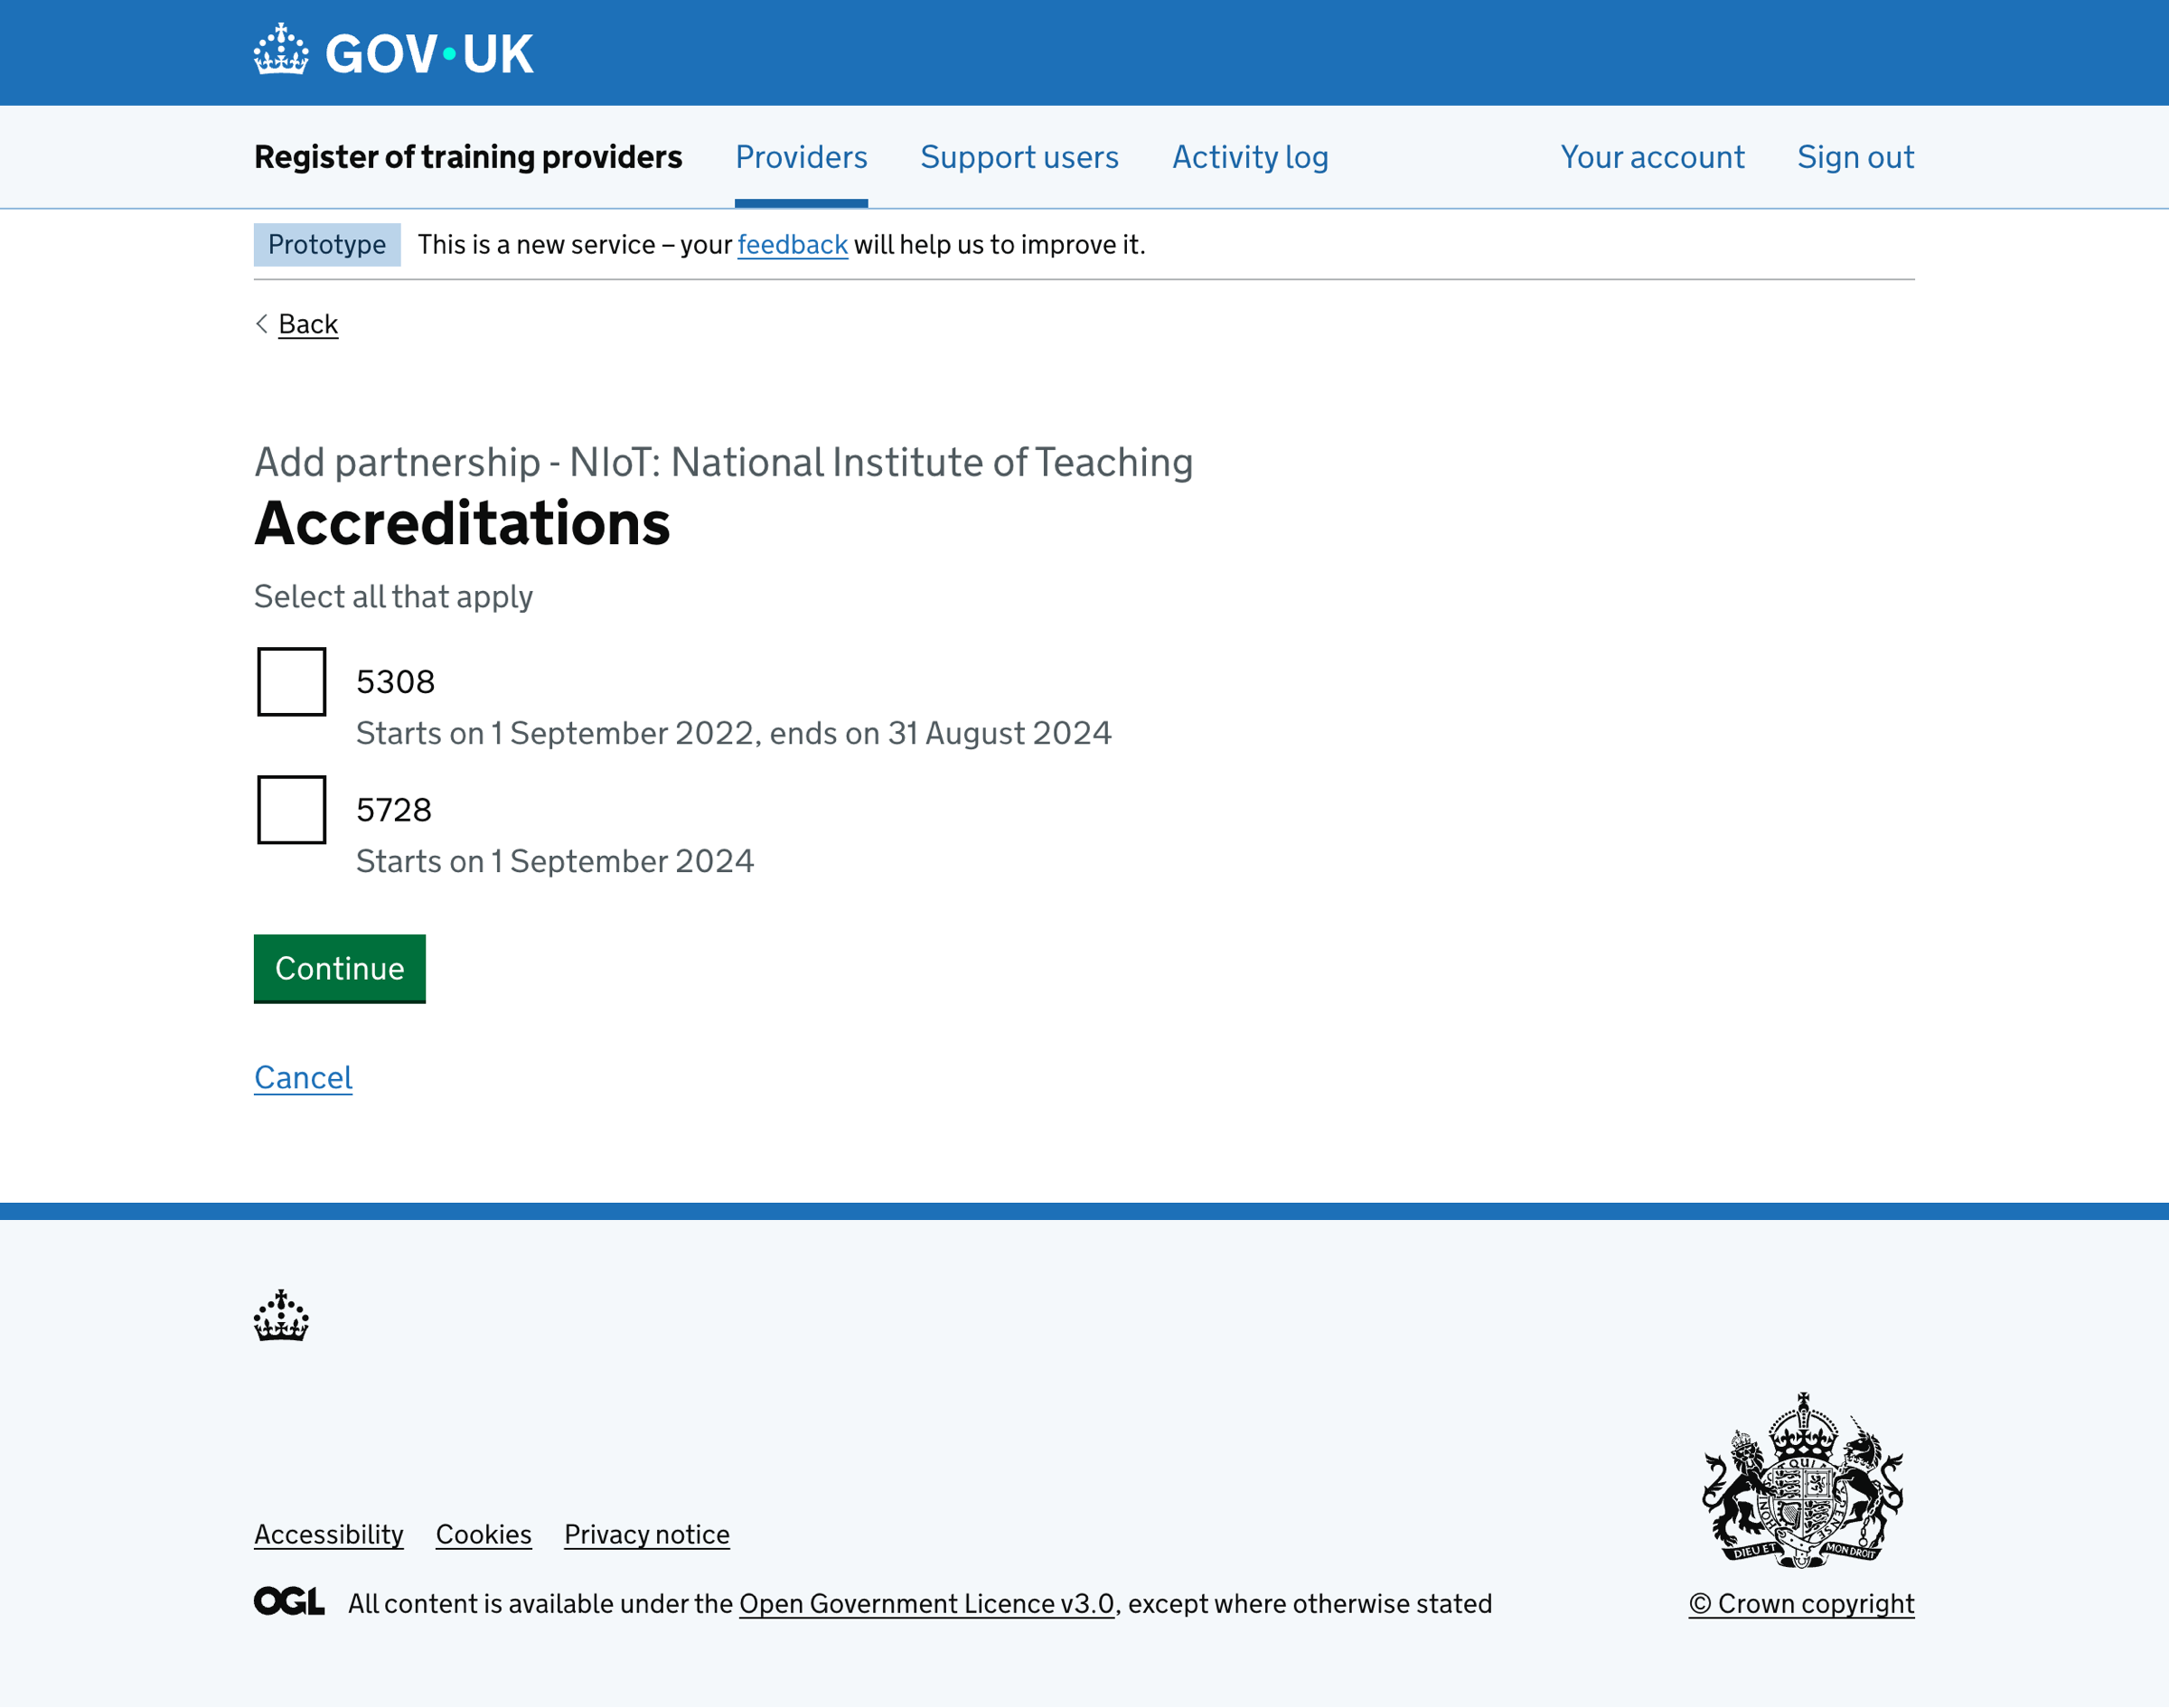 GOV·UK
Register of training providers Providers Support users Activity log Your account Sign out
Prototype This is a new service – your feedback will help us to improve it.
Back
Add partnership - NIoT: National Institute of Teaching
Accreditations
Select all that apply
5308
Starts on 1 September 2022, ends on 31 August 2024
5728
Starts on 1 September 2024
Continue
Cancel
DIEU ET MON DROIT
Accessibility Cookies Privacy notice
OGL All content is available under the Open Government Licence v3.0, except where otherwise stated © Crown copyright